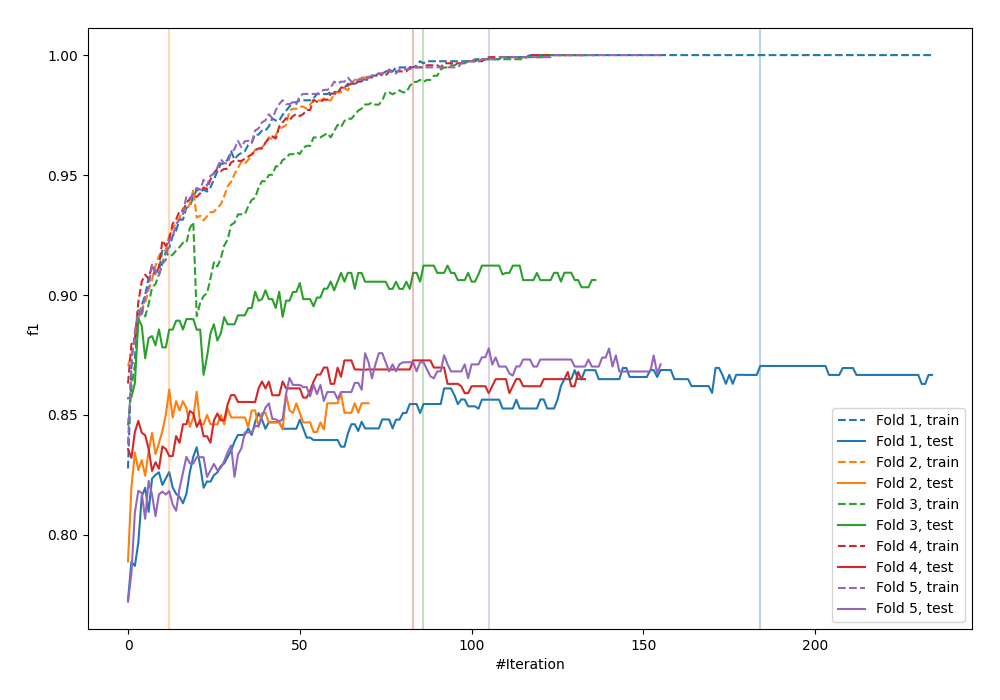 1.00
0.95
0.90
0.85
0.80
f1
0
50
100
150
200
#Iteration
Fold 1, train
Fold 1, test
Fold 2, train
Fold 2, test
Fold 3, train
Fold 3, test
Fold 4, train
Fold 4, test
Fold 5, train
Fold 5, test